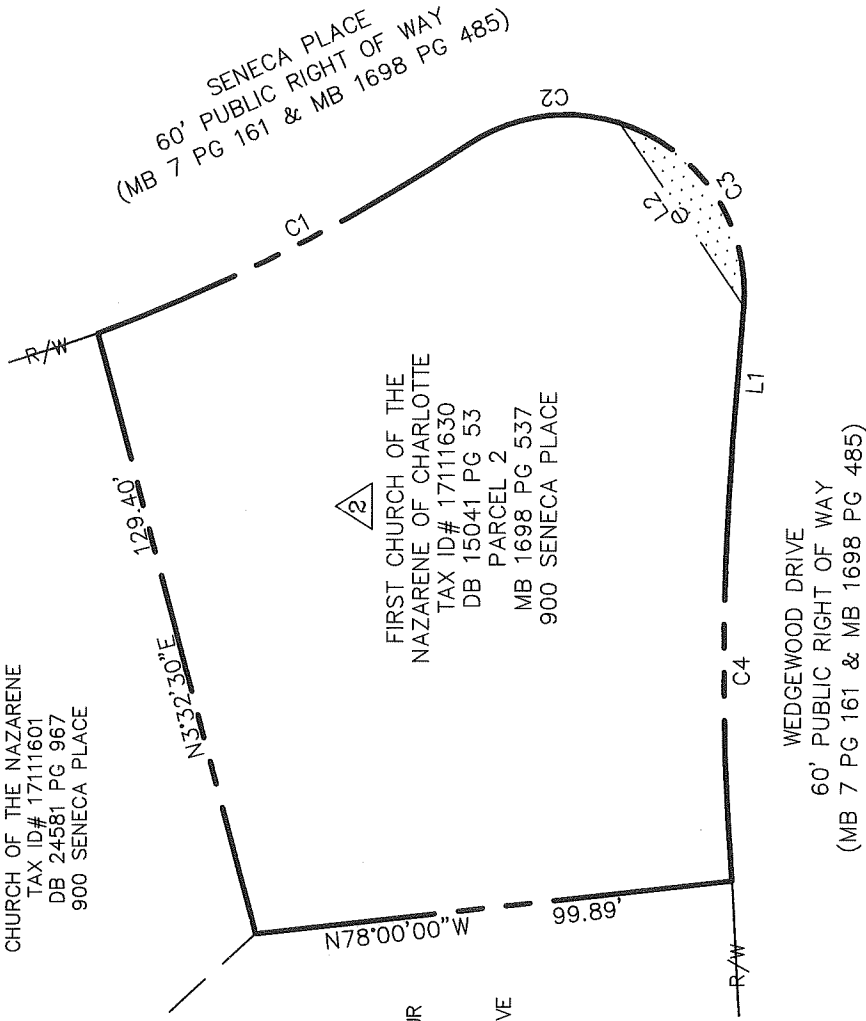 SENECA PLACE
60' PUBLIC RIGHT OF WAY
(MB 7 PG 161 & MB 1698 PG 485)
R/W
C1
C2
CHURCH OF THE NAZARENE
TAX ID# 17111601
DB 24581 PG 967
900 SENECA PLACE
N3°32'30"E
129.40'
2
FIRST CHURCH OF THE
NAZARENE OF CHARLOTTE
TAX ID# 17111630
DB 15041 PG 53
PARCEL 2
MB 1698 PG 537
900 SENECA PLACE
L2
e
C3
L1
C4
N78°00'00"W
99.89'
UR
VE
R/W
WEDGEWOOD DRIVE
60' PUBLIC RIGHT OF WAY
(MB 7 PG 161 & MB 1698 PG 485)